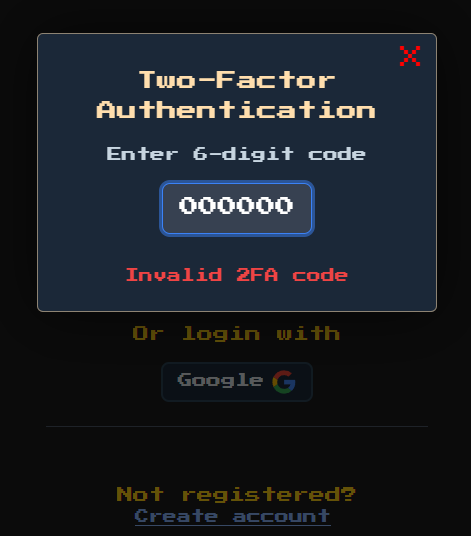 Two-Factor
Authentication
Enter 6-digit code
000000
Invalid 2FA code
Or login with
Google
Not registered?
Create account